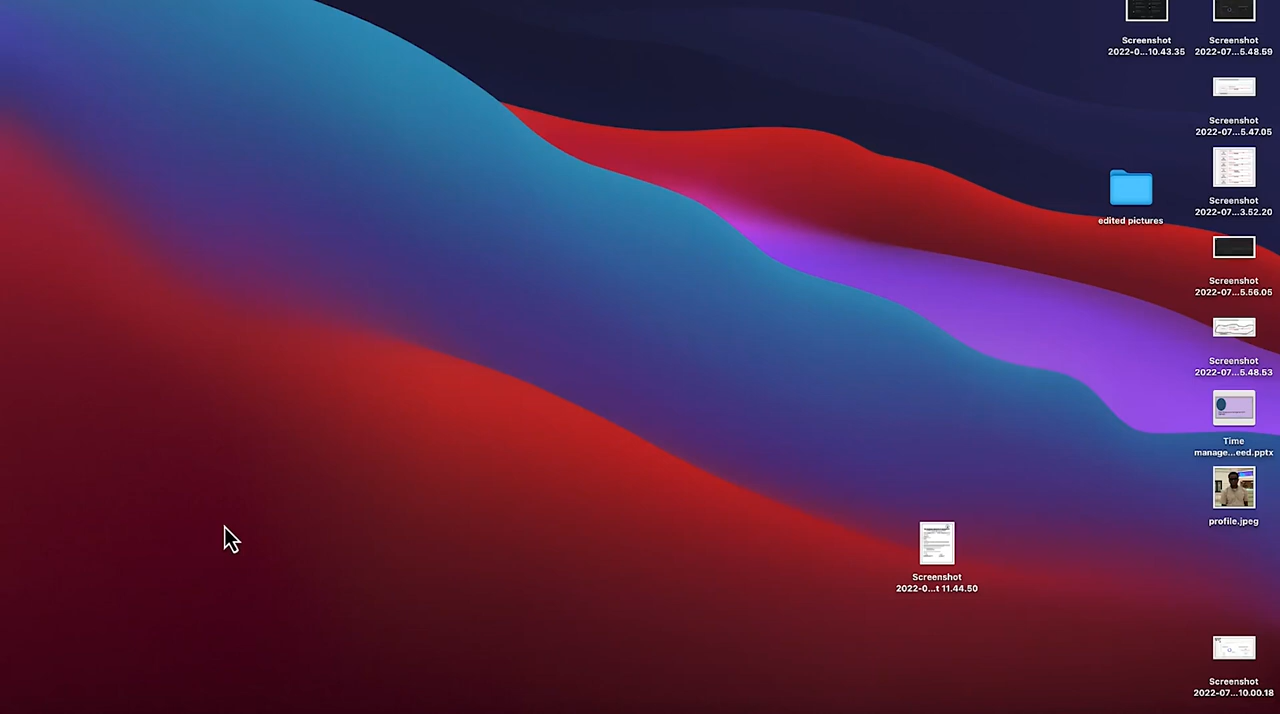 Screenshot
2022-0...10.43.35
Screenshot
2022-07...5.48.59
Screenshot
2022-07...5.47.05
Screenshot
2022-07...3.52.20
edited pictures
Screenshot
2022-07...5.56.05
Screenshot
2022-07...5.48.53
Time
manage...eed.pptx
profile.jpeg
Screenshot
2022-0...t 11.44.50
Screenshot
2022-07...10.00.18